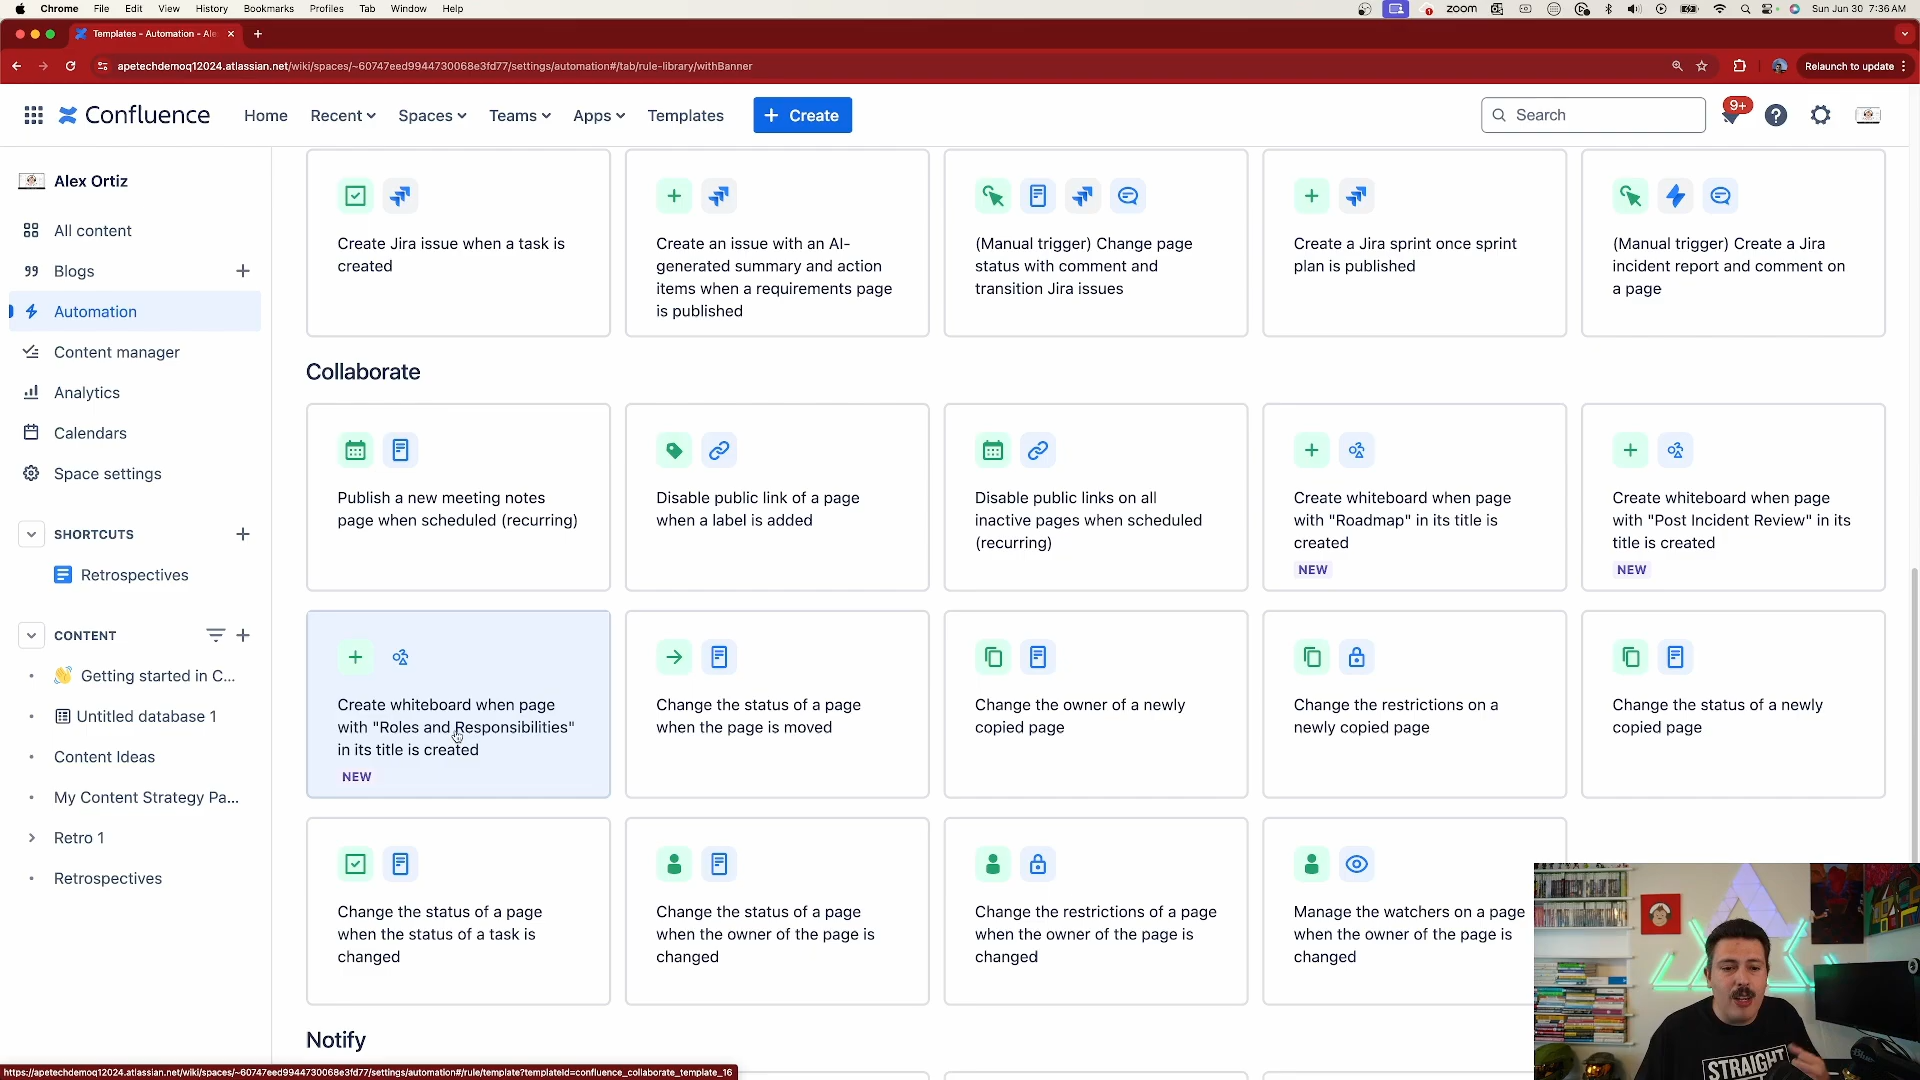 Chrome File Edit View History Bookmarks Profiles Tab Window Help
zoom
Sun Jun 30 7:36 AM
Templates - Automation - Ale
apetechdemoq12024.atlassian.net/wiki/spaces/~60747eed9944730068e3fd77/settings/automation#/tab/rule-library/withBanner
Relaunch to update
Confluence
Home Recent Spaces Teams Apps Templates
Create
Search
9+
Alex Ortiz
All content
Blogs
Automation
Content manager
Analytics
Calendars
Space settings
SHORTCUTS
Retrospectives
CONTENT
Getting started in C...
Untitled database 1
Content Ideas
My Content Strategy Pa...
Retro 1
Retrospectives
Create Jira issue when a task is
created
Create an issue with an AI-
generated summary and action
items when a requirements page
is published
(Manual trigger) Change page
status with comment and
transition Jira issues
Create a Jira sprint once sprint
plan is published
(Manual trigger) Create a Jira
incident report and comment on
a page
Collaborate
Publish a new meeting notes
page when scheduled (recurring)
Disable public link of a page
when a label is added
Disable public links on all
inactive pages when scheduled
(recurring)
Create whiteboard when page
with "Roadmap" in its title is
created
NEW
Create whiteboard when page
with "Post Incident Review" in its
title is created
NEW
Create whiteboard when page
with "Roles and Responsibilities"
in its title is created
NEW
Change the status of a page
when the page is moved
Change the owner of a newly
copied page
Change the restrictions on a
newly copied page
Change the status of a newly
copied page
Change the status of a page
when the status of a task is
changed
Change the status of a page
when the owner of the page is
changed
Change the restrictions of a page
when the owner of the page is
changed
Manage the watchers on a page
when the owner of the page is
changed
Notify
https://apetechdemoq12024.atlassian.net/wiki/spaces/~60747eed9944730068e3fd77/settings/automation#/rule/template?templateId=confluence_collaborate_template_16
STRAIGHT